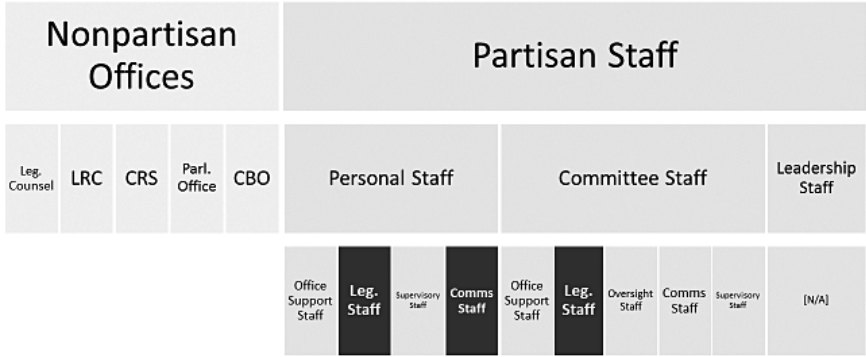 Nonpartisan
Offices
Partisan Staff
Leg.
Counsel
LRC
CRS
Parl.
Office
CBO
Personal Staff
Committee Staff
Leadership
Staff
Office
Support
Staff
Leg.
Staff
Supervisory
Staff
Comms
Staff
Office
Support
Staff
Leg.
Staff
Oversight
Staff
Comms
Staff
Supervisory
Staff
[N/A]